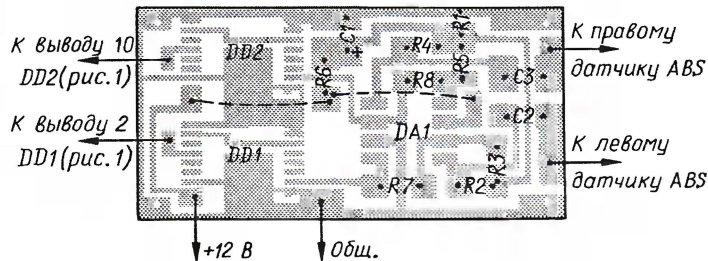 К выводу 10
DD2(рис.1)
К выводу 2
DD1(рис.1)
DD2
DD1
C1
+
R6
R4
R8
R1
R5
C3
C2
DA1
R3
R7
R2
К правому
датчику ABS
К левому
датчику ABS
+12 В
Общ.